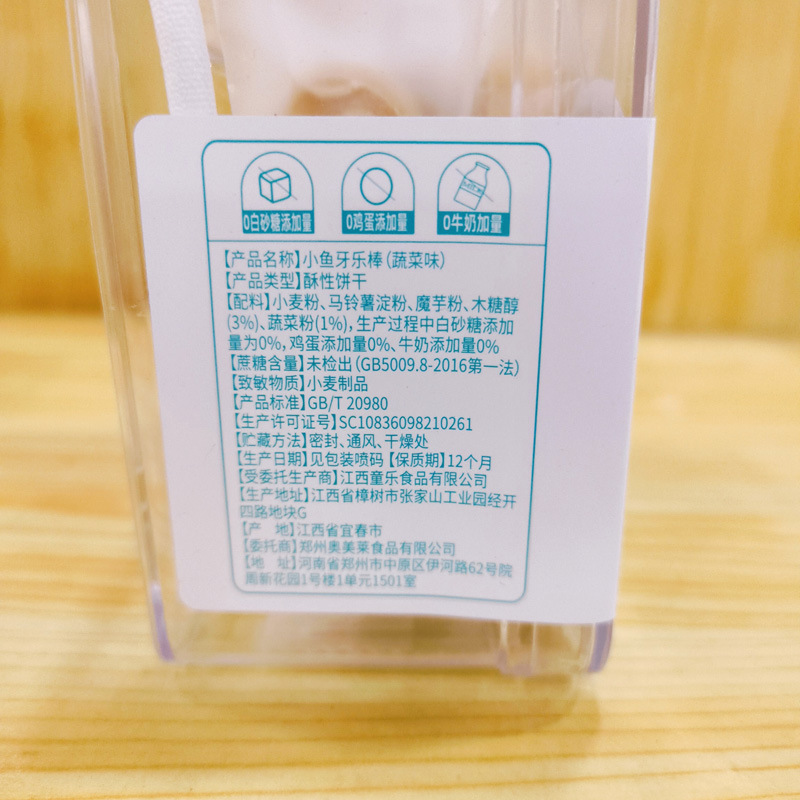 0白砂糖添加量 0鸡蛋添加量 0牛奶加量
【产品名称】小鱼牙乐棒(蔬菜味)
【产品类型】酥性饼干
【配料】小麦粉、马铃薯淀粉、魔芋粉、木糖醇
(3%)、蔬菜粉(1%),生产过程中白砂糖添加
量为0%,鸡蛋添加量0%、牛奶添加量0%
【蔗糖含量】未检出(GB5009.8-2016第一法)
【致敏物质】小麦制品
【产品标准】GB/T 20980
【生产许可证号】SC10836098210261
【贮藏方法】密封、通风、干燥处
【生产日期】见包装喷码【保质期】12个月
【受委托生产商】江西童乐食品有限公司
【生产地址】江西省樟树市张家山工业园经开
四路地块G
【产 地】江西省宜春市
【委托商】郑州奥美莱食品有限公司
【地 址】河南省郑州市中原区伊河路62号院
周新花园1号楼1单元1501室